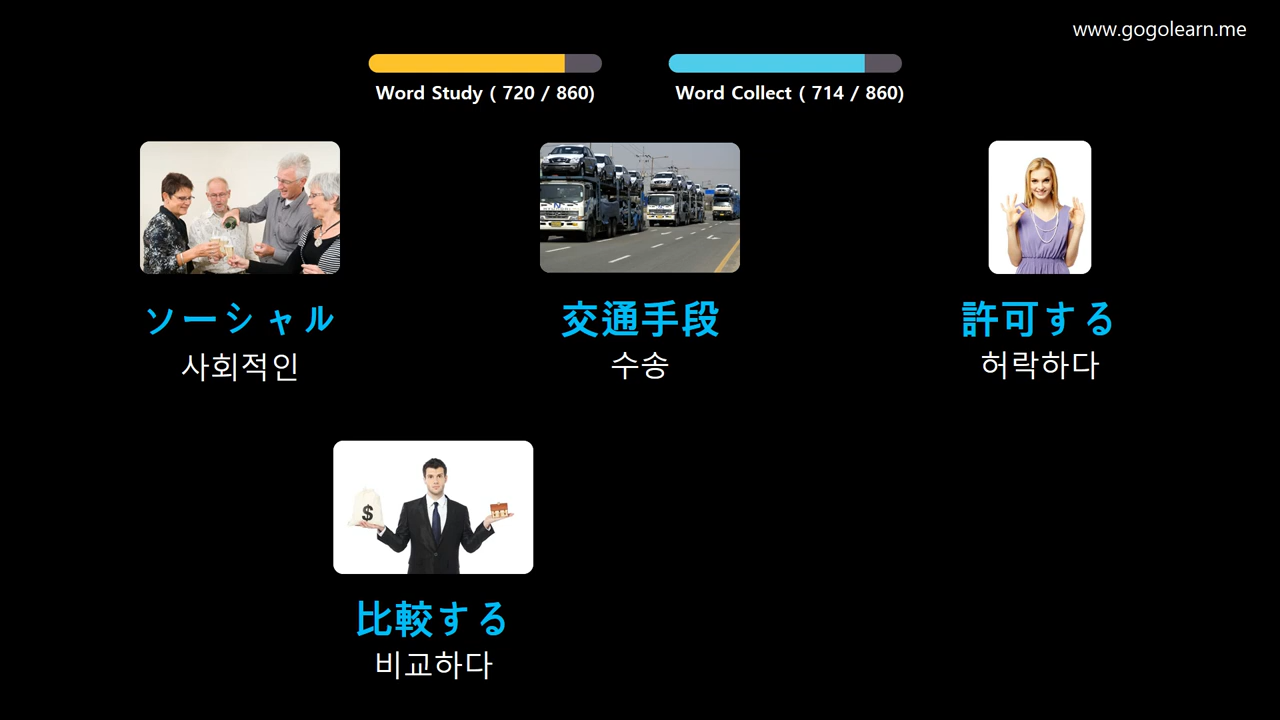 www.gogolearn.me
Word Study ( 720 / 860)
Word Collect ( 714 / 860)
ソーシャル
사회적인
交通手段
수송
許可する
허락하다
$
比較する
비교하다